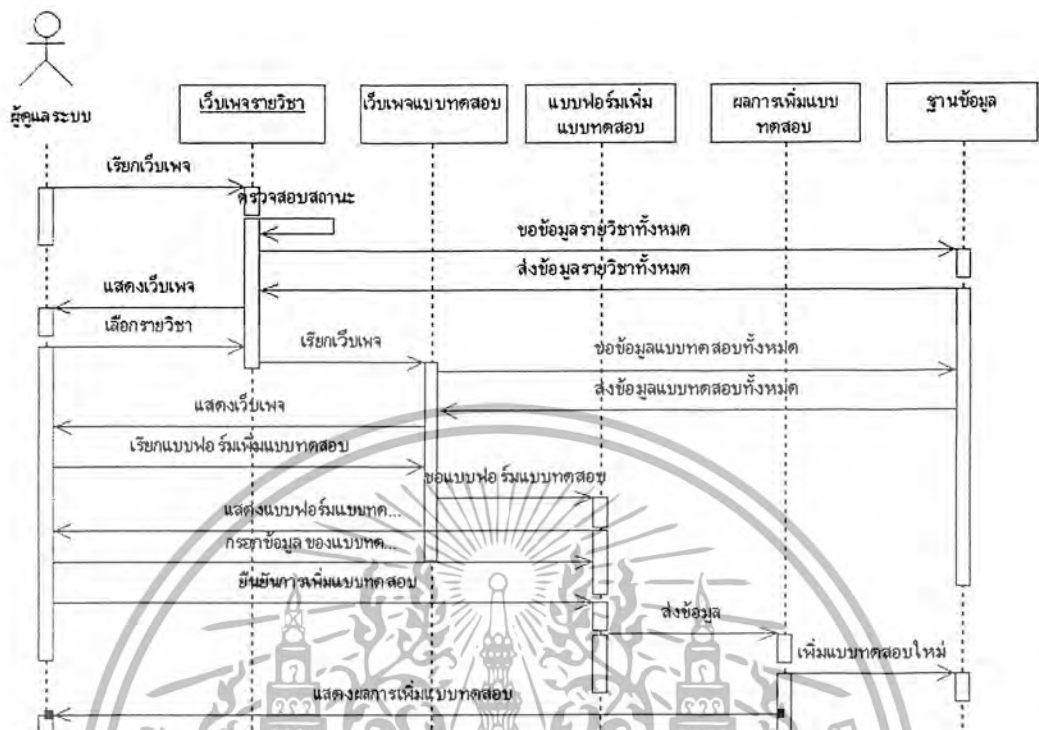 ผู้ดูแลระบบ
เว็บเพจรายวิชา
เว็บเพจแบบทดสอบ
แบบฟอร์มเพิ่ม
แบบทดสอบ
ผลการเพิ่มแบบ
ทดสอบ
ฐานข้อมูล
เรียกเว็บเพจ
ตรวจสอบสถานะ
ขอข้อมูลรายวิชาทั้งหมด
ส่งข้อมูลรายวิชาทั้งหมด
แสดงเว็บเพจ
เลือกรายวิชา
เรียกเว็บเพจ
ขอข้อมูลแบบทดสอบทั้งหมด
ส่งข้อมูลแบบทดสอบทั้งหมด
แสดงเว็บเพจ
เรียกแบบฟอร์มเพิ่มแบบทดสอบ
ขอแบบฟอร์มแบบทดสอบ
แสดงแบบฟอร์มแบบทด...
กรอกข้อมูล ของแบบทด...
ยืนยันการเพิ่มแบบทดสอบ
ส่งข้อมูล
เพิ่มแบบทดสอบใหม่
แสดงผลการเพิ่มแบบทดสอบ